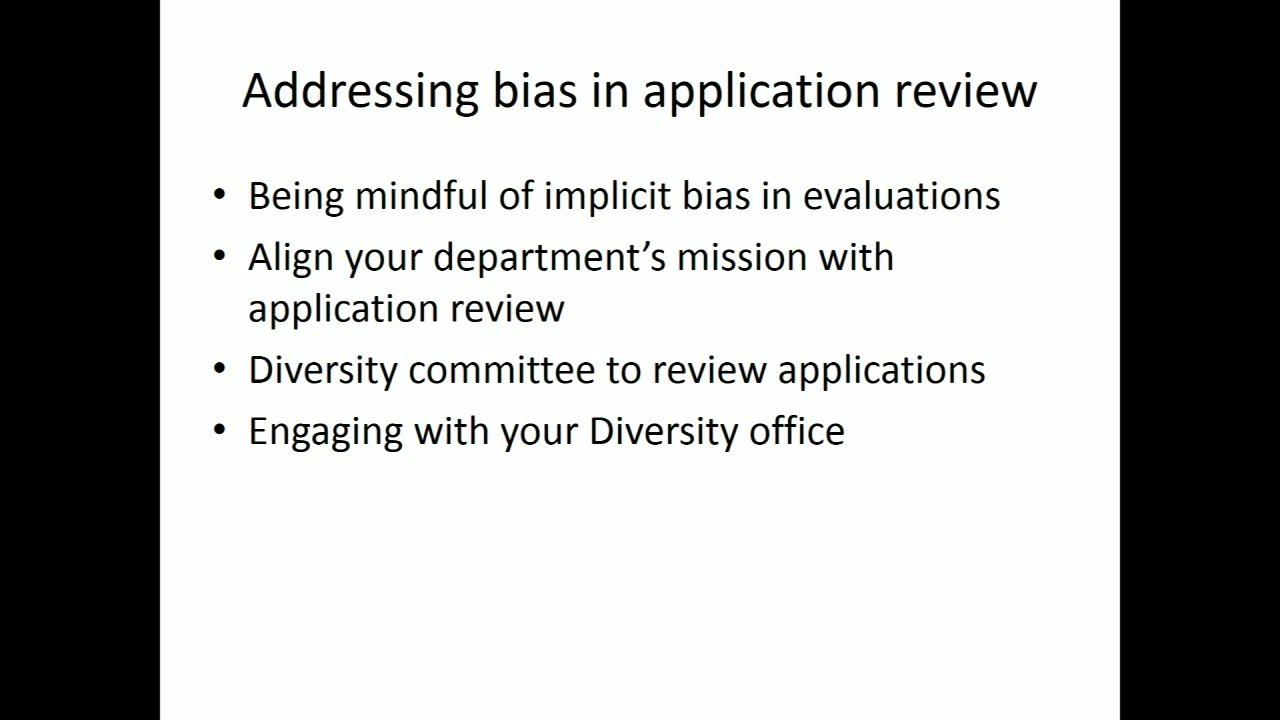 Addressing bias in application review
• Being mindful of implicit bias in evaluations
• Align your department’s mission with
application review
• Diversity committee to review applications
• Engaging with your Diversity office